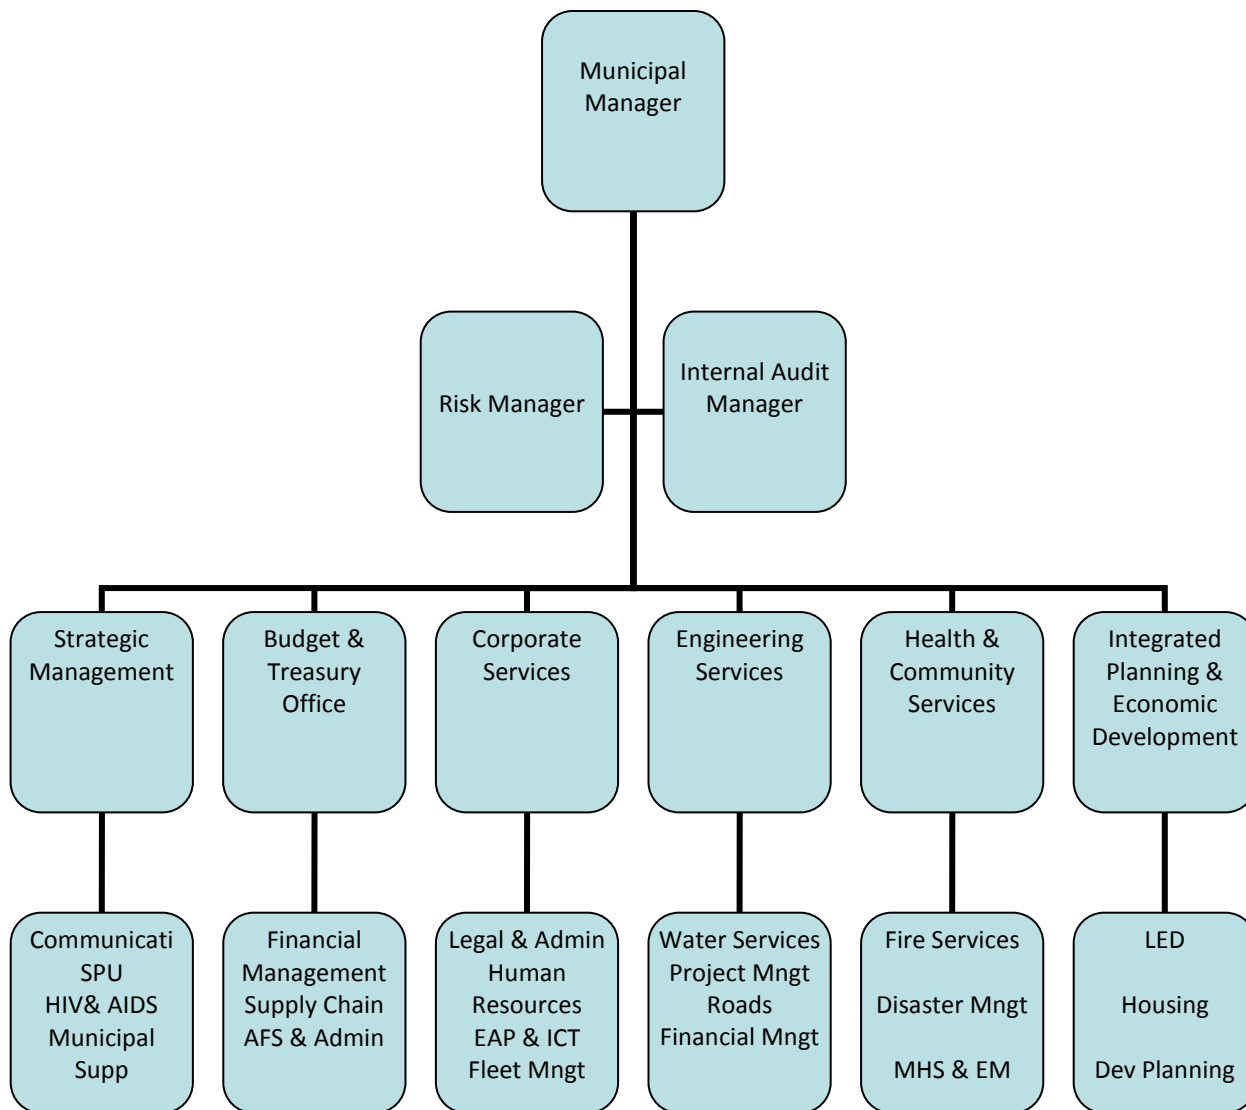 Municipal
Manager
Risk Manager
Internal Audit
Manager
Strategic
Management
Budget &
Treasury
Office
Corporate
Services
Engineering
Services
Health &
Community
Services
Integrated
Planning &
Economic
Development
Communicati
SPU
HIV& AIDS
Municipal
Supp
Financial
Management
Supply Chain
AFS & Admin
Legal & Admin
Human
Resources
EAP & ICT
Fleet Mngt
Water Services
Project Mngt
Roads
Financial Mngt
Fire Services
Disaster Mngt
MHS & EM
LED
Housing
Dev Planning